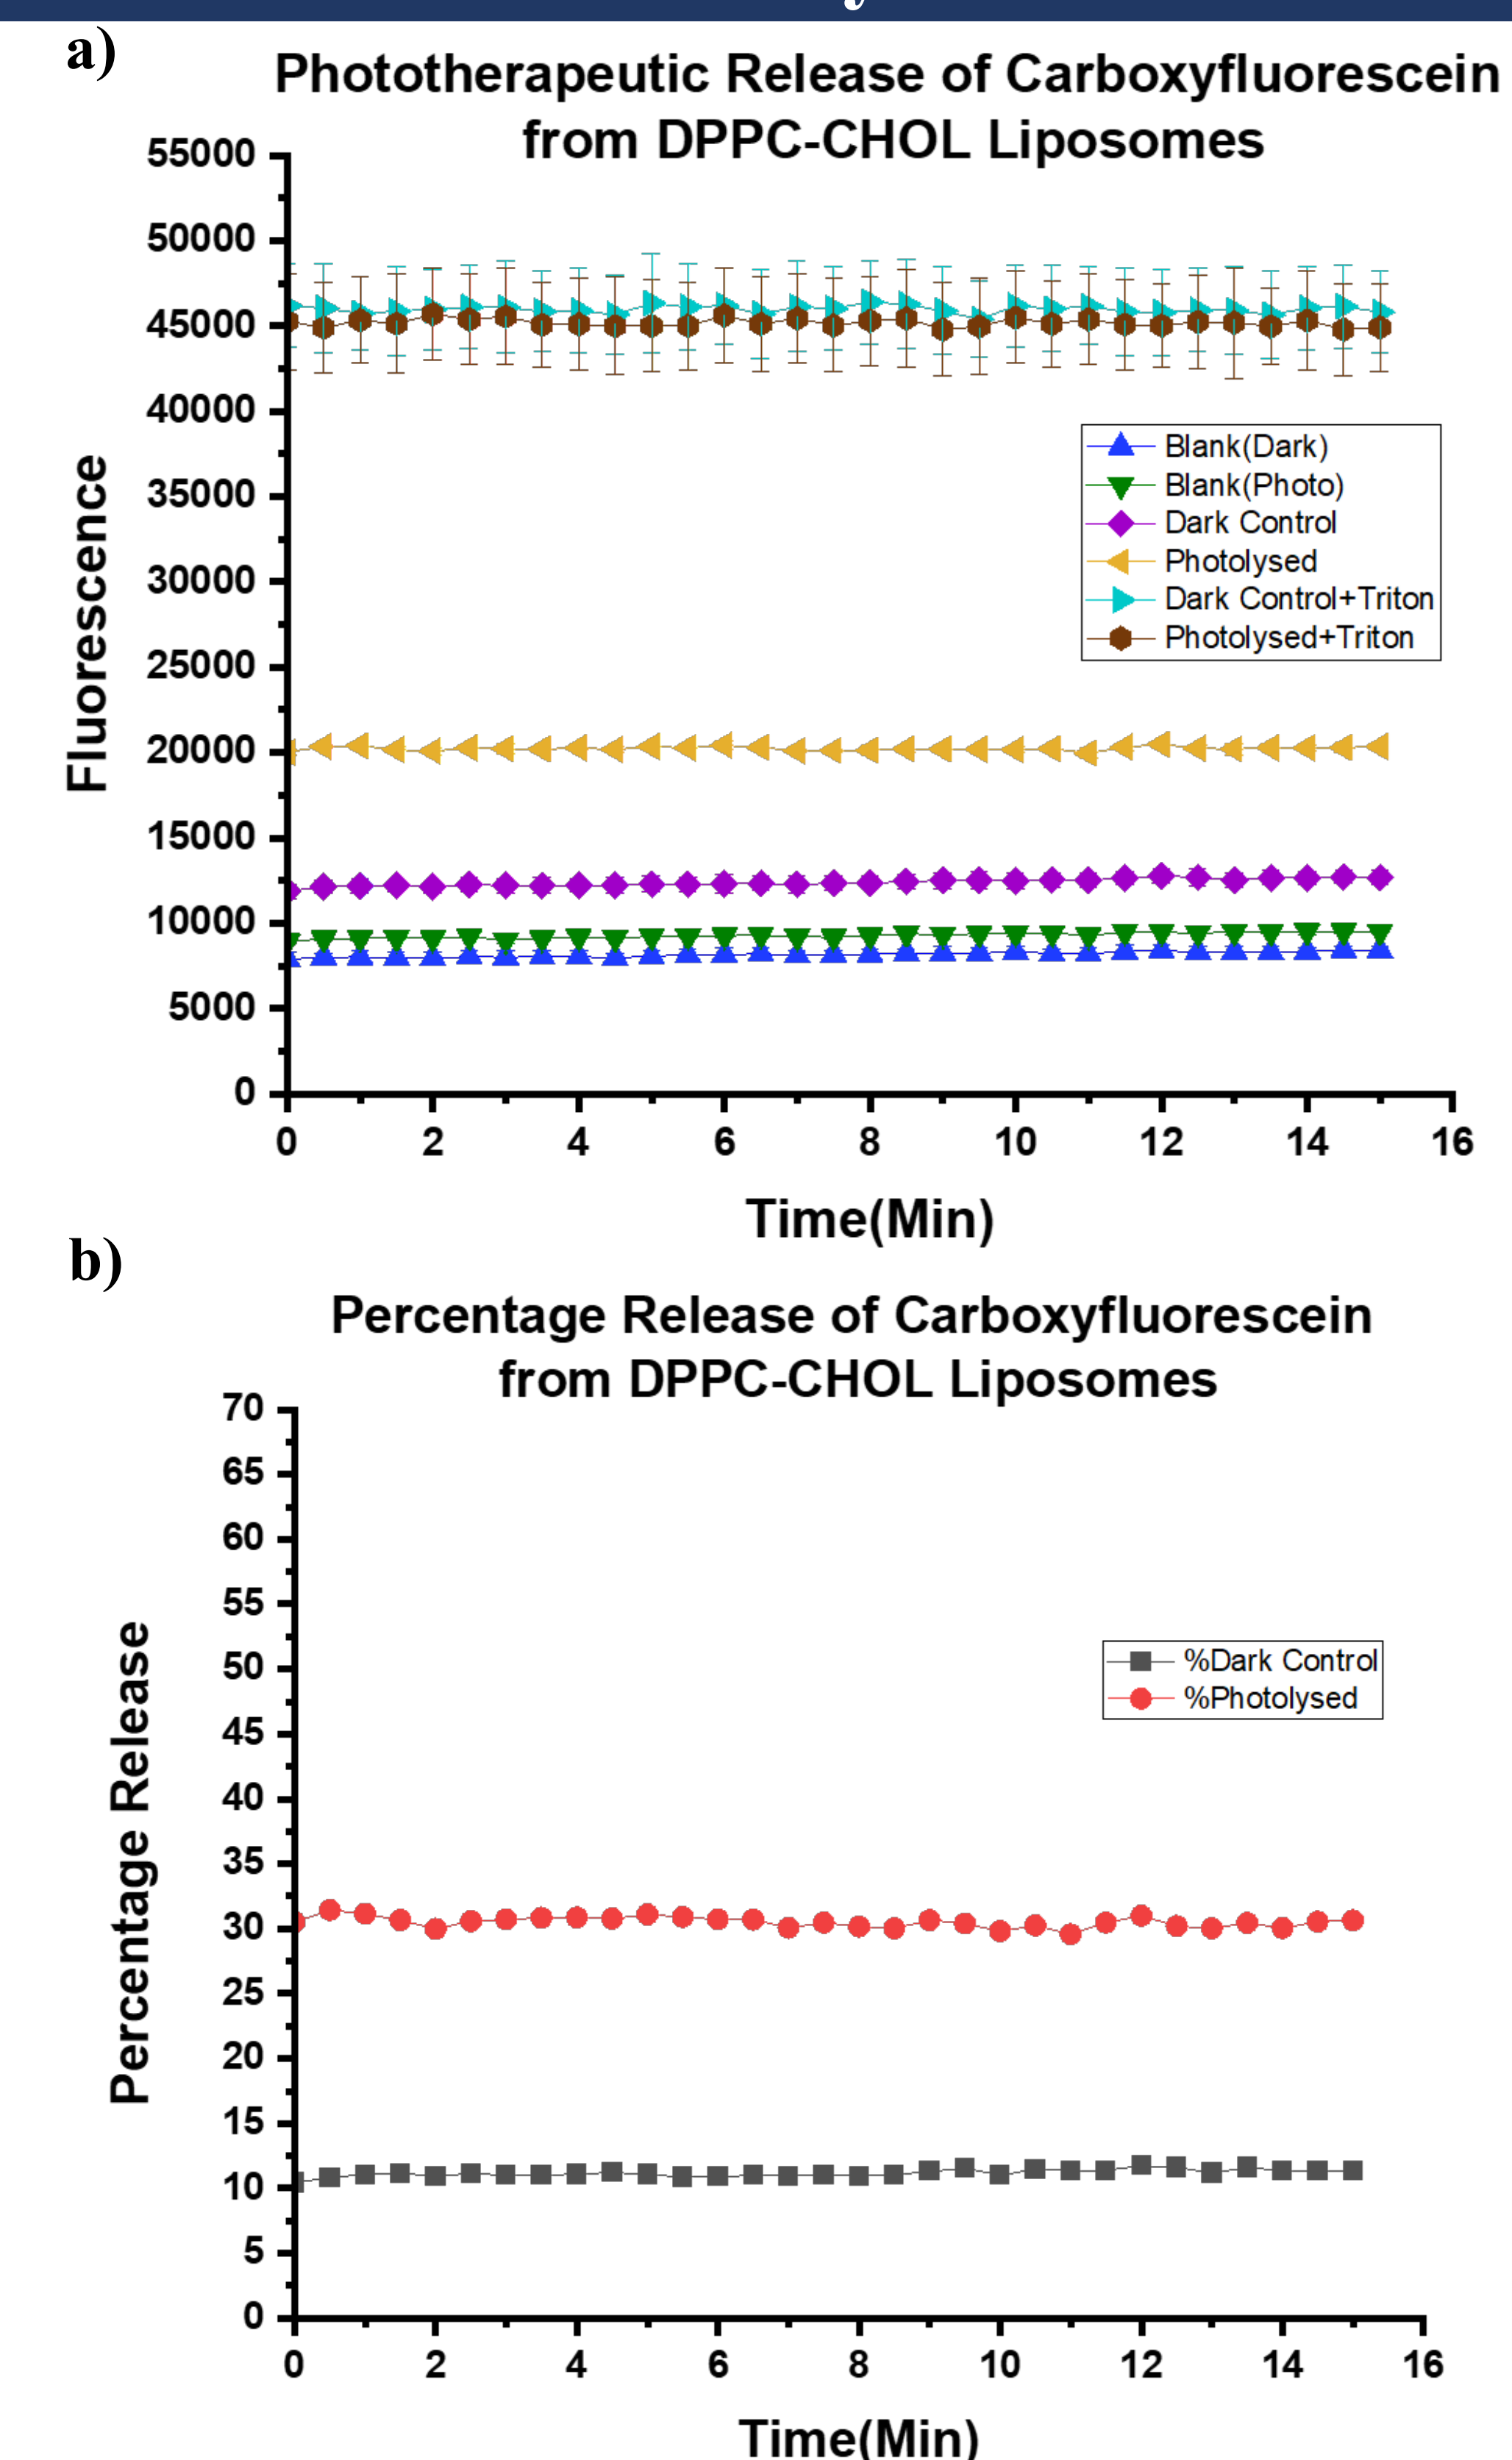 a)
Phototherapeutic Release of Carboxyfluorescein
from DPPC-CHOL Liposomes
55000
50000
45000
40000
35000
30000
25000
20000
15000
10000
5000
0
Fluorescence
Blank(Dark)
Blank(Photo)
Dark Control
Photolysed
Dark Control+Triton
Photolysed+Triton
0 2 4 6 8 10 12 14 16
Time(Min)
b)
Percentage Release of Carboxyfluorescein
from DPPC-CHOL Liposomes
70
65
60
55
50
45
40
35
30
25
20
15
10
5
0
Percentage Release
%Dark Control
%Photolysed
0 2 4 6 8 10 12 14 16
Time(Min)